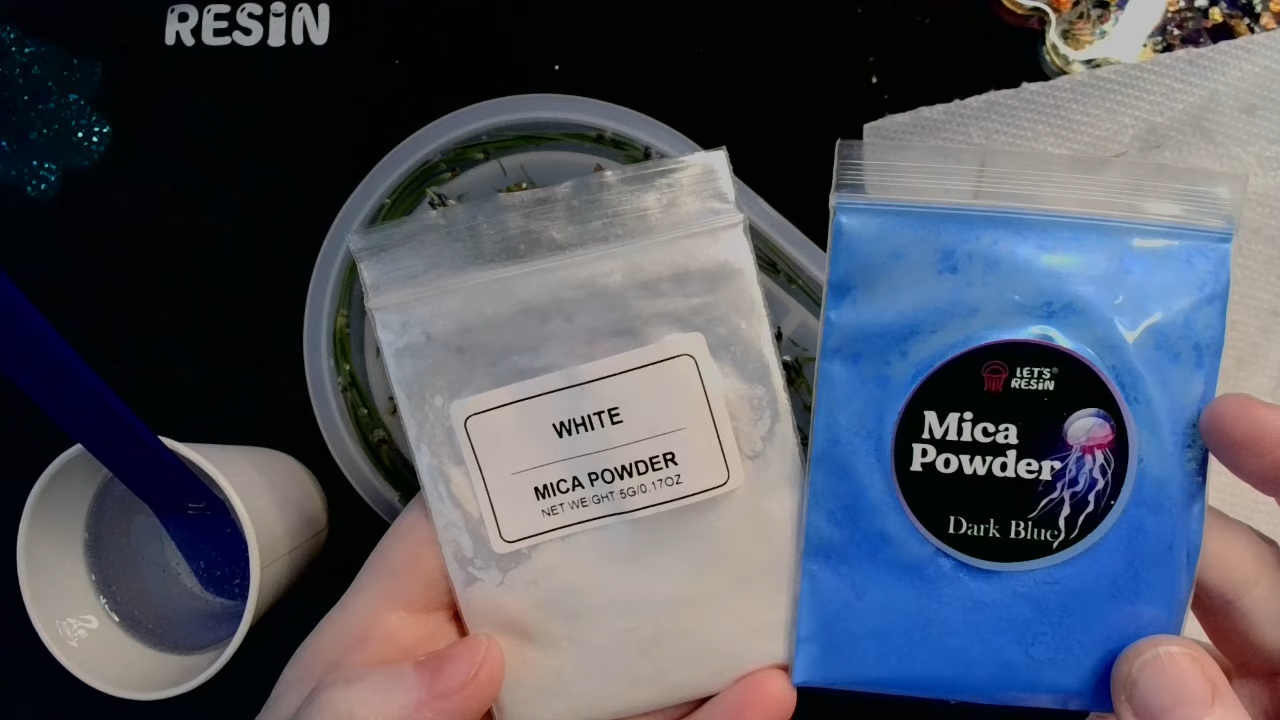 RESiN
WHITE
MICA POWDER
NET WEIGHT:5G/0.17OZ
LET'S®
RESiN
Mica
Powder
Dark Blue